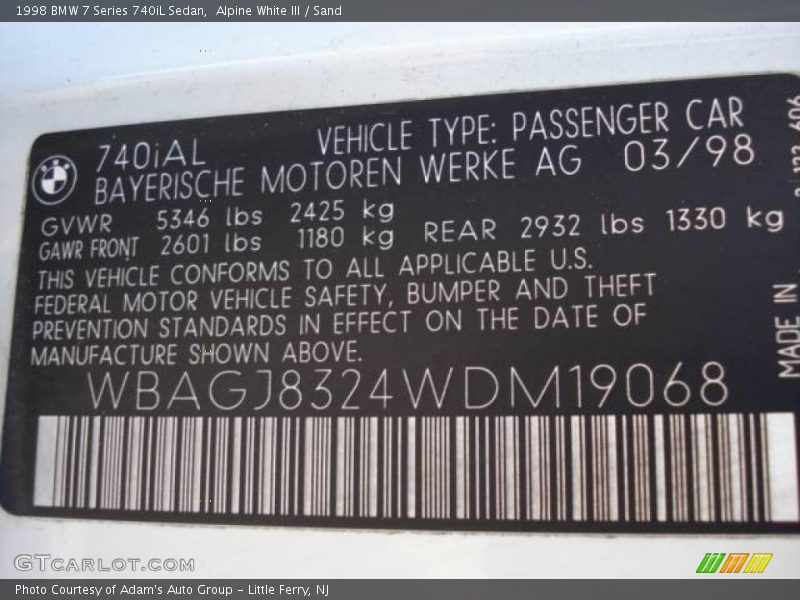 1998 BMW 7 Series 740iL Sedan,  Alpine White III / Sand
740iAL
VEHICLE TYPE: PASSENGER CAR
BAYERISCHE MOTOREN WERKE AG 03/98
GVWR 5346 lbs 2425 kg
GAWR FRONT 2601 lbs 1180 kg REAR 2932 lbs 1330 kg
THIS VEHICLE CONFORMS TO ALL APPLICABLE U.S.
FEDERAL MOTOR VEHICLE SAFETY, BUMPER AND THEFT
PREVENTION STANDARDS IN EFFECT ON THE DATE OF
MANUFACTURE SHOWN ABOVE.
WBAGJ8324WDM19068
MADE IN
GTCARLOT.COM
Photo Courtesy of Adam's Auto Group – Little Ferry, NJ